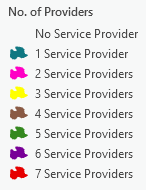 No. of Providers
No Service Provider
1 Service Provider
2 Service Providers
3 Service Providers
4 Service Providers
5 Service Providers
6 Service Providers
7 Service Providers